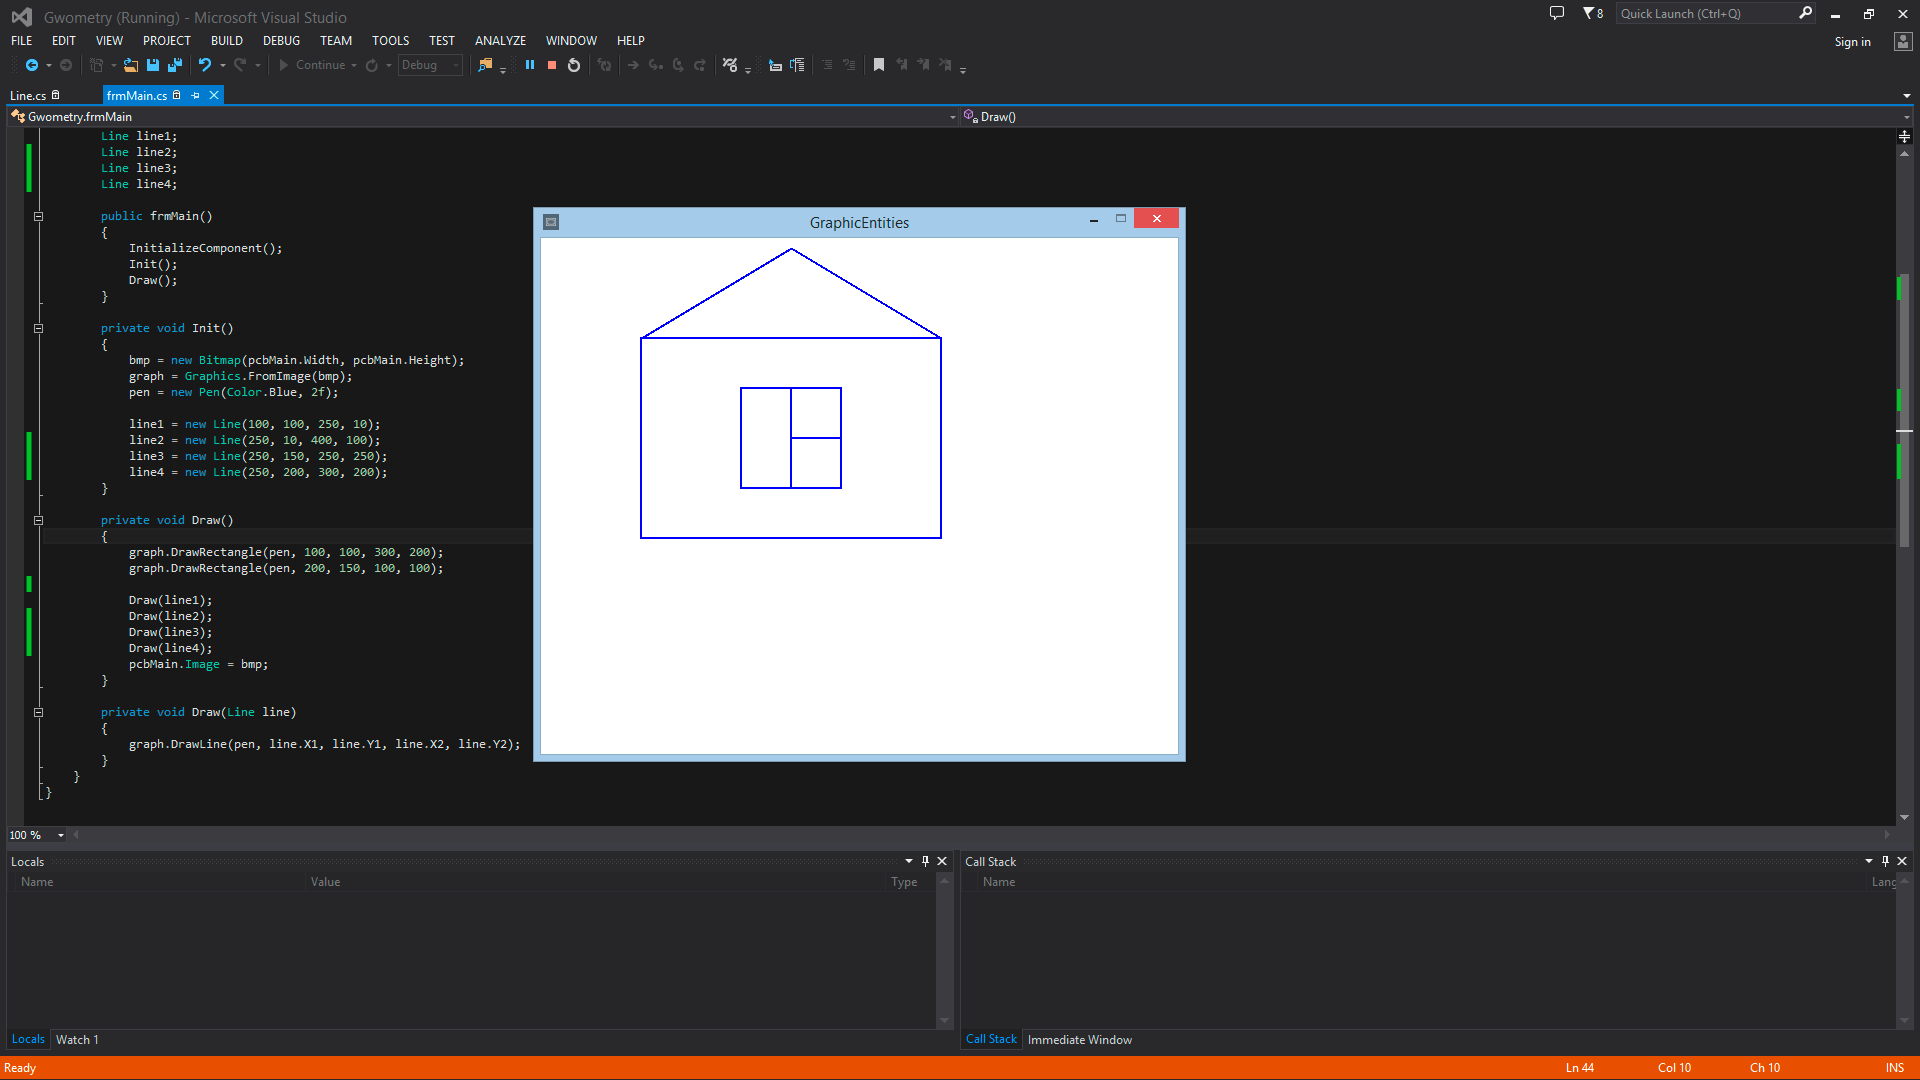 Gwometry (Running) - Microsoft Visual Studio
8
Quick Launch (Ctrl+Q)
FILE EDIT VIEW PROJECT BUILD DEBUG TEAM TOOLS TEST ANALYZE WINDOW HELP
Sign in
Continue
Debug
Line.cs
frmMain.cs
Gwometry.frmMain
Draw()
Line line1;
Line line2;
Line line3;
Line line4;
public frmMain()
{
InitializeComponent();
Init();
Draw();
}
private void Init()
{
bmp = new Bitmap(pcbMain.Width, pcbMain.Height);
graph = Graphics.FromImage(bmp);
pen = new Pen(Color.Blue, 2f);
line1 = new Line(100, 100, 250, 10);
line2 = new Line(250, 10, 400, 100);
line3 = new Line(250, 150, 250, 250);
line4 = new Line(250, 200, 300, 200);
}
private void Draw()
{
graph.DrawRectangle(pen, 100, 100, 300, 200);
graph.DrawRectangle(pen, 200, 150, 100, 100);
Draw(line1);
Draw(line2);
Draw(line3);
Draw(line4);
pcbMain.Image = bmp;
}
private void Draw(Line line)
{
graph.DrawLine(pen, line.X1, line.Y1, line.X2, line.Y2);
}
}
}
GraphicEntities
100 %
Locals
Name Value Type
Locals Watch 1
Call Stack
Name Lang
Call Stack Immediate Window
Ready
Ln 44 Col 10 Ch 10 INS